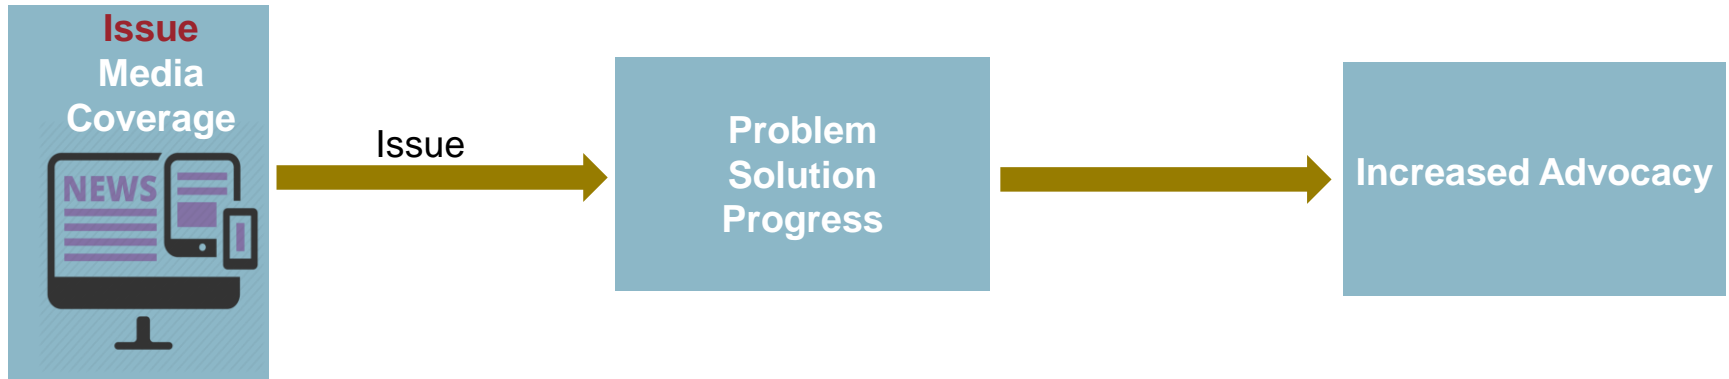 Issue
Media
Coverage
NEWS
Issue
Problem
Solution
Progress
Increased Advocacy